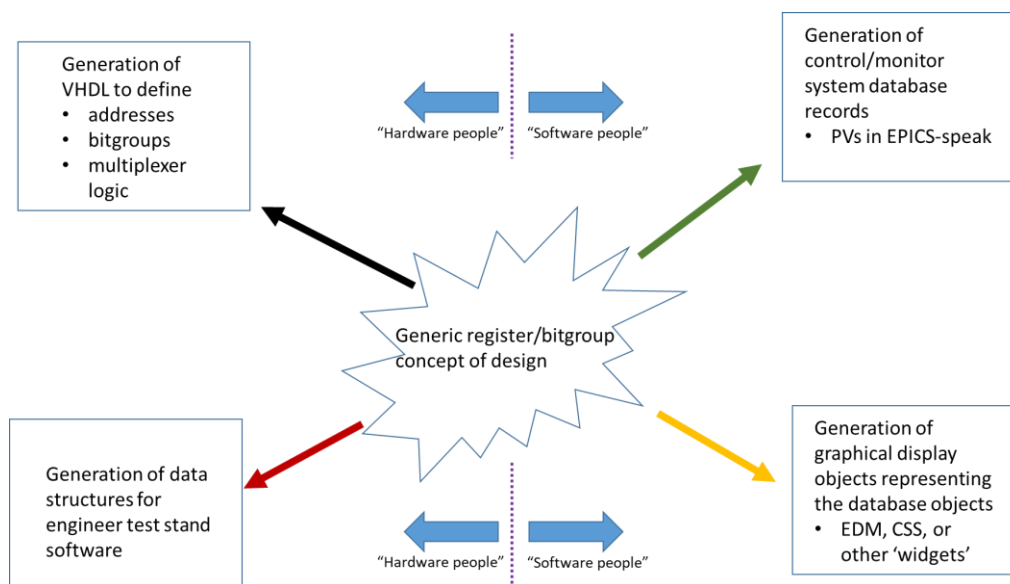 Generation of
VHDL to define
• addresses
• bitgroups
• multiplexer
logic
"Hardware people"
"Software people"
Generation of
control/monitor
system database
records
• PVs in EPICS-speak
Generic register/bitgroup
concept of design
Generation of data
structures for
engineer test stand
software
"Hardware people"
"Software people"
Generation of
graphical display
objects representing
the database objects
• EDM, CSS, or
other 'widgets'